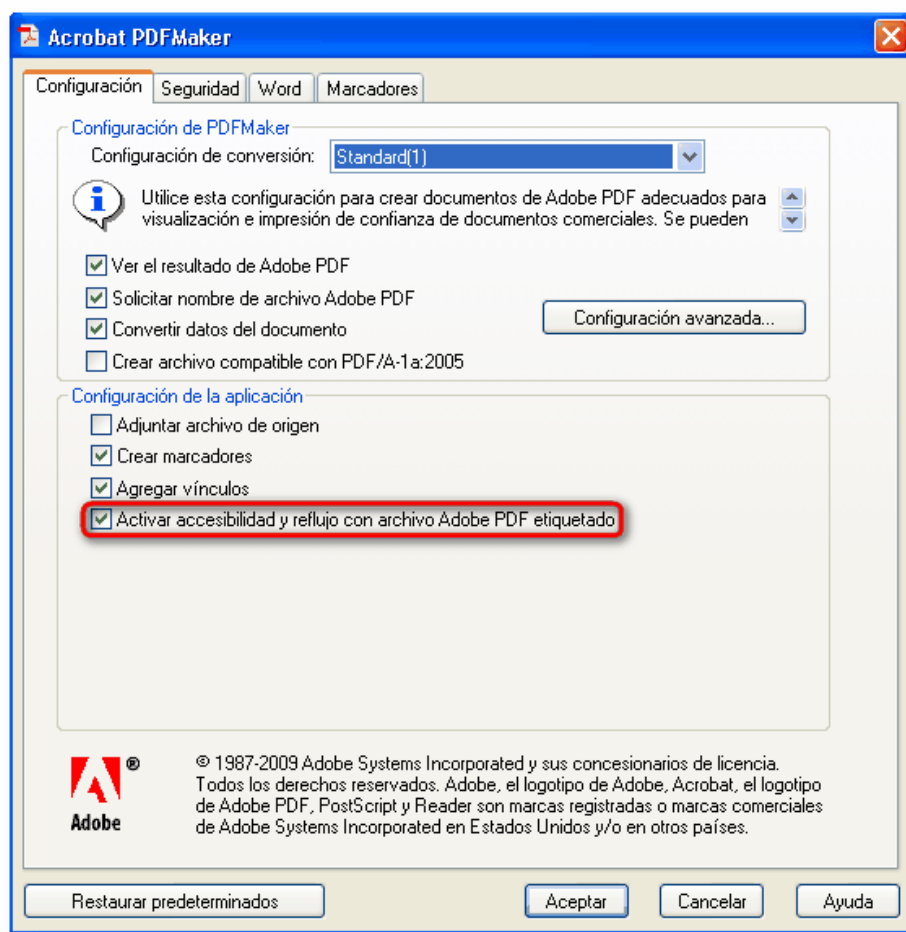 Acrobat PDFMaker
Configuración
Seguridad
Word
Marcadores
Configuración de PDFMaker
Configuración de conversión:
Standard(1)
Utilice esta configuración para crear documentos de Adobe PDF adecuados para
visualización e impresión de confianza de documentos comerciales. Se pueden
Ver el resultado de Adobe PDF
Solicitar nombre de archivo Adobe PDF
Convertir datos del documento
Configuración avanzada...
Crear archivo compatible con PDF/A-1a:2005
Configuración de la aplicación
Adjuntar archivo de origen
Crear marcadores
Agregar vínculos
Activar accesibilidad y reflujo con archivo Adobe PDF etiquetado
® © 1987-2009 Adobe Systems Incorporated y sus concesionarios de licencia.
Todos los derechos reservados. Adobe, el logotipo de Adobe, Acrobat, el logotipo
de Adobe PDF, PostScript y Reader son marcas registradas o marcas comerciales
de Adobe Systems Incorporated en Estados Unidos y/o en otros países.
Adobe
Restaurar predeterminados
Aceptar
Cancelar
Ayuda